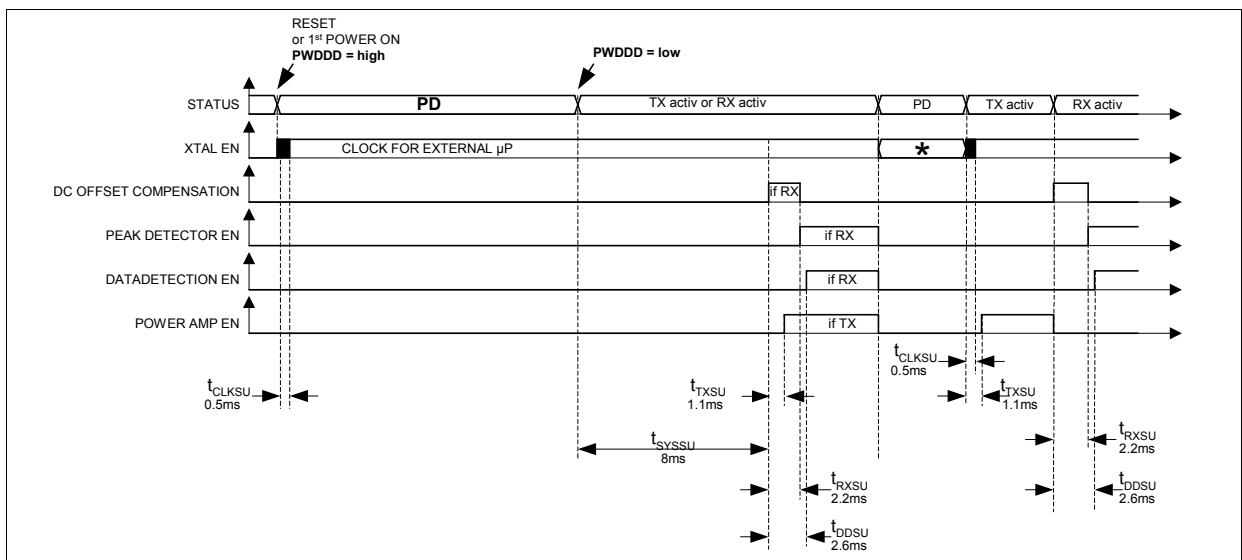 RESET
or 1st POWER ON
PWDDD = high
PWDDD = low
STATUS
PD
TX activ or RX activ
PD
TX activ
RX activ
XTAL EN
CLOCK FOR EXTERNAL µP
*
DC OFFSET COMPENSATION
if RX
PEAK DETECTOR EN
if RX
DATADETECTION EN
if RX
POWER AMP EN
if TX
tCLKSU
0.5ms
tCLKSU
0.5ms
tTXSU
1.1ms
tTXSU
1.1ms
tSYSSU
8ms
tRXSU
2.2ms
tRXSU
2.2ms
tDDSU
2.6ms
tDDSU
2.6ms